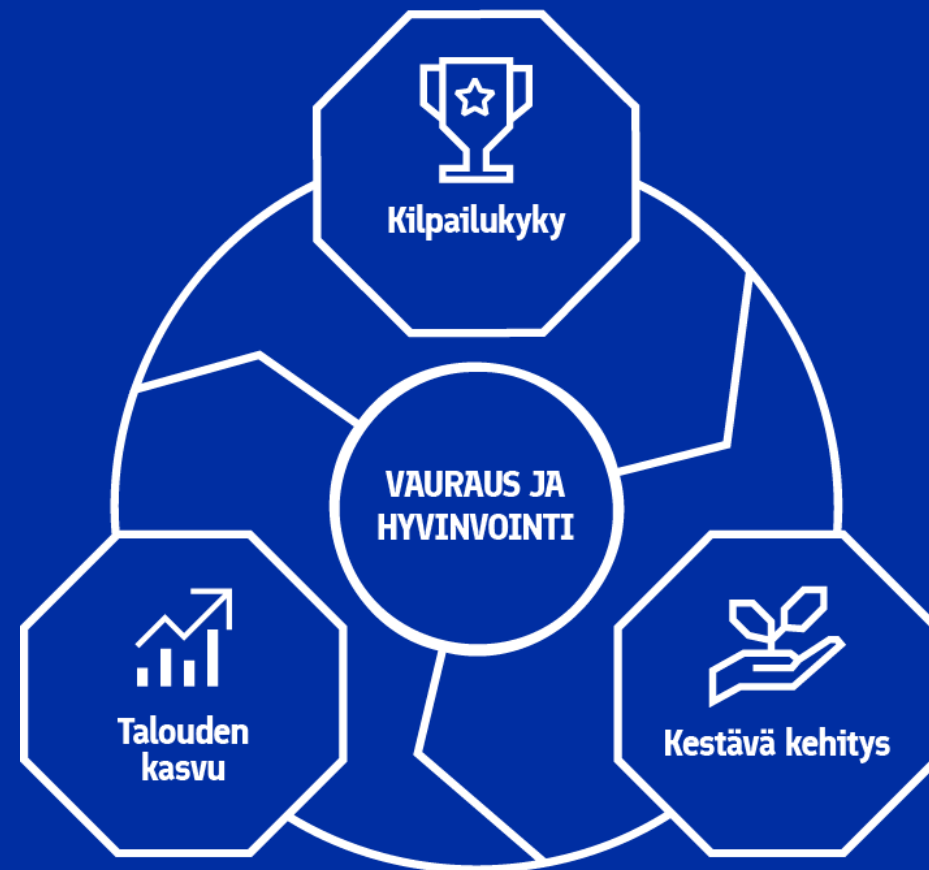 Kilpailukyky
VAURAUS JA
HYVINVOINTI
Talouden
kasvu
Kestävä kehitys